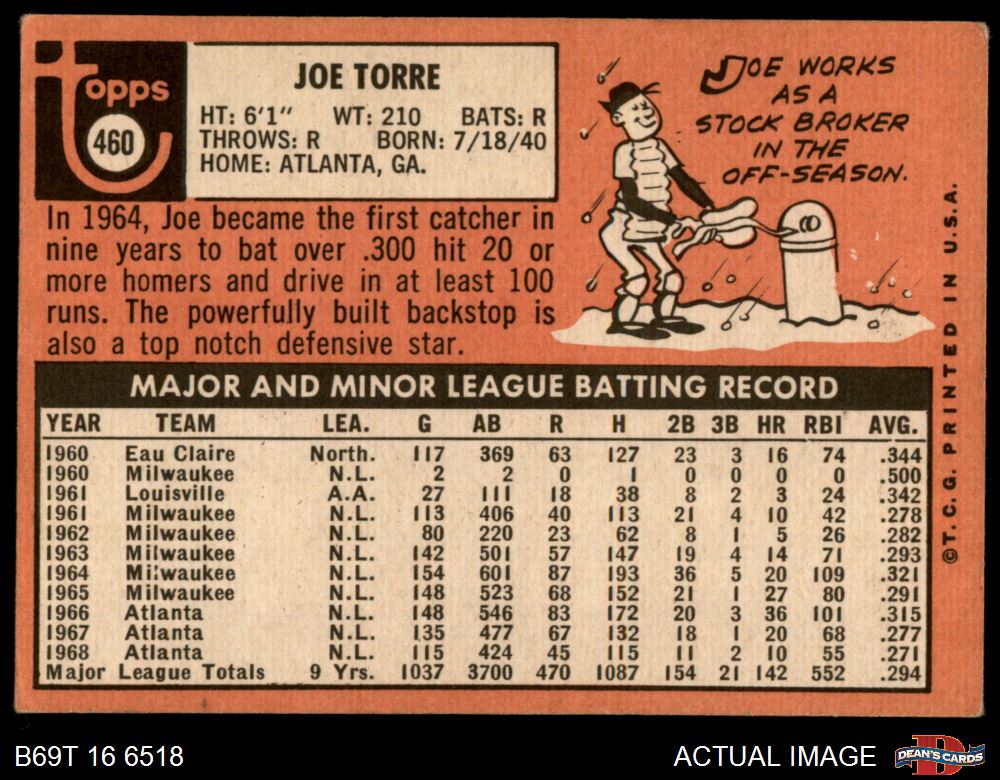 Topps
460
JOE TORRE
HT: 6'1" WT: 210 BATS: R
THROWS: R BORN: 7/18/40
HOME: ATLANTA, GA.
JOE WORKS
AS A
STOCK BROKER
IN THE
OFF-SEASON.
In 1964, Joe became the first catcher in
nine years to bat over .300 hit 20 or
more homers and drive in at least 100
runs. The powerfully built backstop is
also a top notch defensive star.
©T.C.G. PRINTED IN U.S.A.
MAJOR AND MINOR LEAGUE BATTING RECORD
YEAR TEAM LEA. G AB R H 2B 3B HR RBI AVG.
1960 Eau Claire North. 117 369 63 127 23 3 16 74 .344
1960 Milwaukee N.L. 2 2 0 1 0 0 0 0 .500
1961 Louisville A.A. 27 111 18 38 8 2 3 24 .342
1961 Milwaukee N.L. 113 406 40 113 21 4 10 42 .278
1962 Milwaukee N.L. 80 220 23 62 8 1 5 26 .282
1963 Milwaukee N.L. 142 501 57 147 19 4 14 71 .293
1964 Milwaukee N.L. 154 601 87 193 36 5 20 109 .321
1965 Milwaukee N.L. 148 523 68 152 21 1 27 80 .291
1966 Atlanta N.L. 148 546 83 172 20 3 36 101 .315
1967 Atlanta N.L. 135 477 67 132 18 1 20 68 .277
1968 Atlanta N.L. 115 424 45 115 11 2 10 55 .271
Major League Totals 9 Yrs. 1037 3700 470 1087 154 21 142 552 .294
B69T 16 6518
ACTUAL IMAGE
DEAN'S CARDS